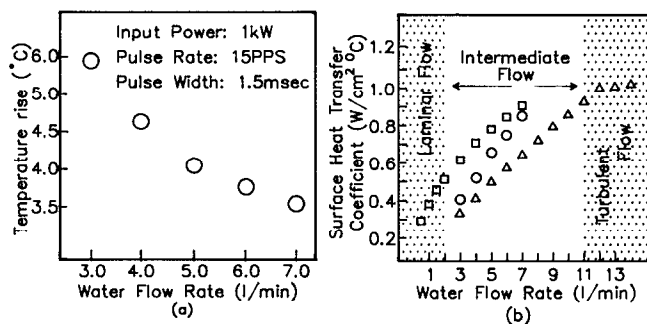 Input Power: 1kW
Pulse Rate: 15PPS
Pulse Width: 1.5msec
Temperature rise (°C)
6.0
5.0
4.5
4.0
3.5
3.0 4.0 5.0 6.0 7.0
Water Flow Rate (l/min)
(a)
Surface Heat Transfer
Coefficient (W/cm² °C)
1.2
1.0
0.8
0.6
0.4
0.2
Laminar Flow
Intermediate
Flow
Turbulent
Flow
1 3 5 7 9 11 13
Water Flow Rate (l/min)
(b)